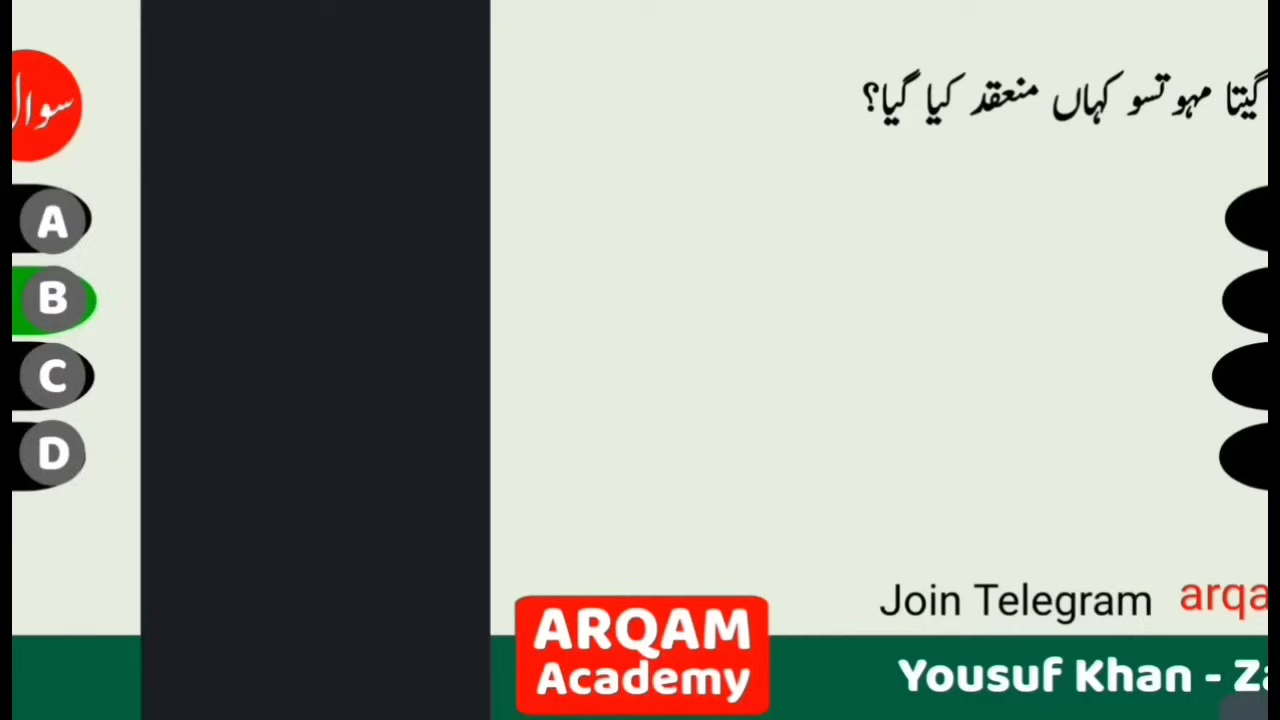 گیتا مہوتسو کہاں منعقد کیا گیا؟
سوال
A
B
C
D
Join Telegram
ARQAM
Academy
Yousuf Khan -